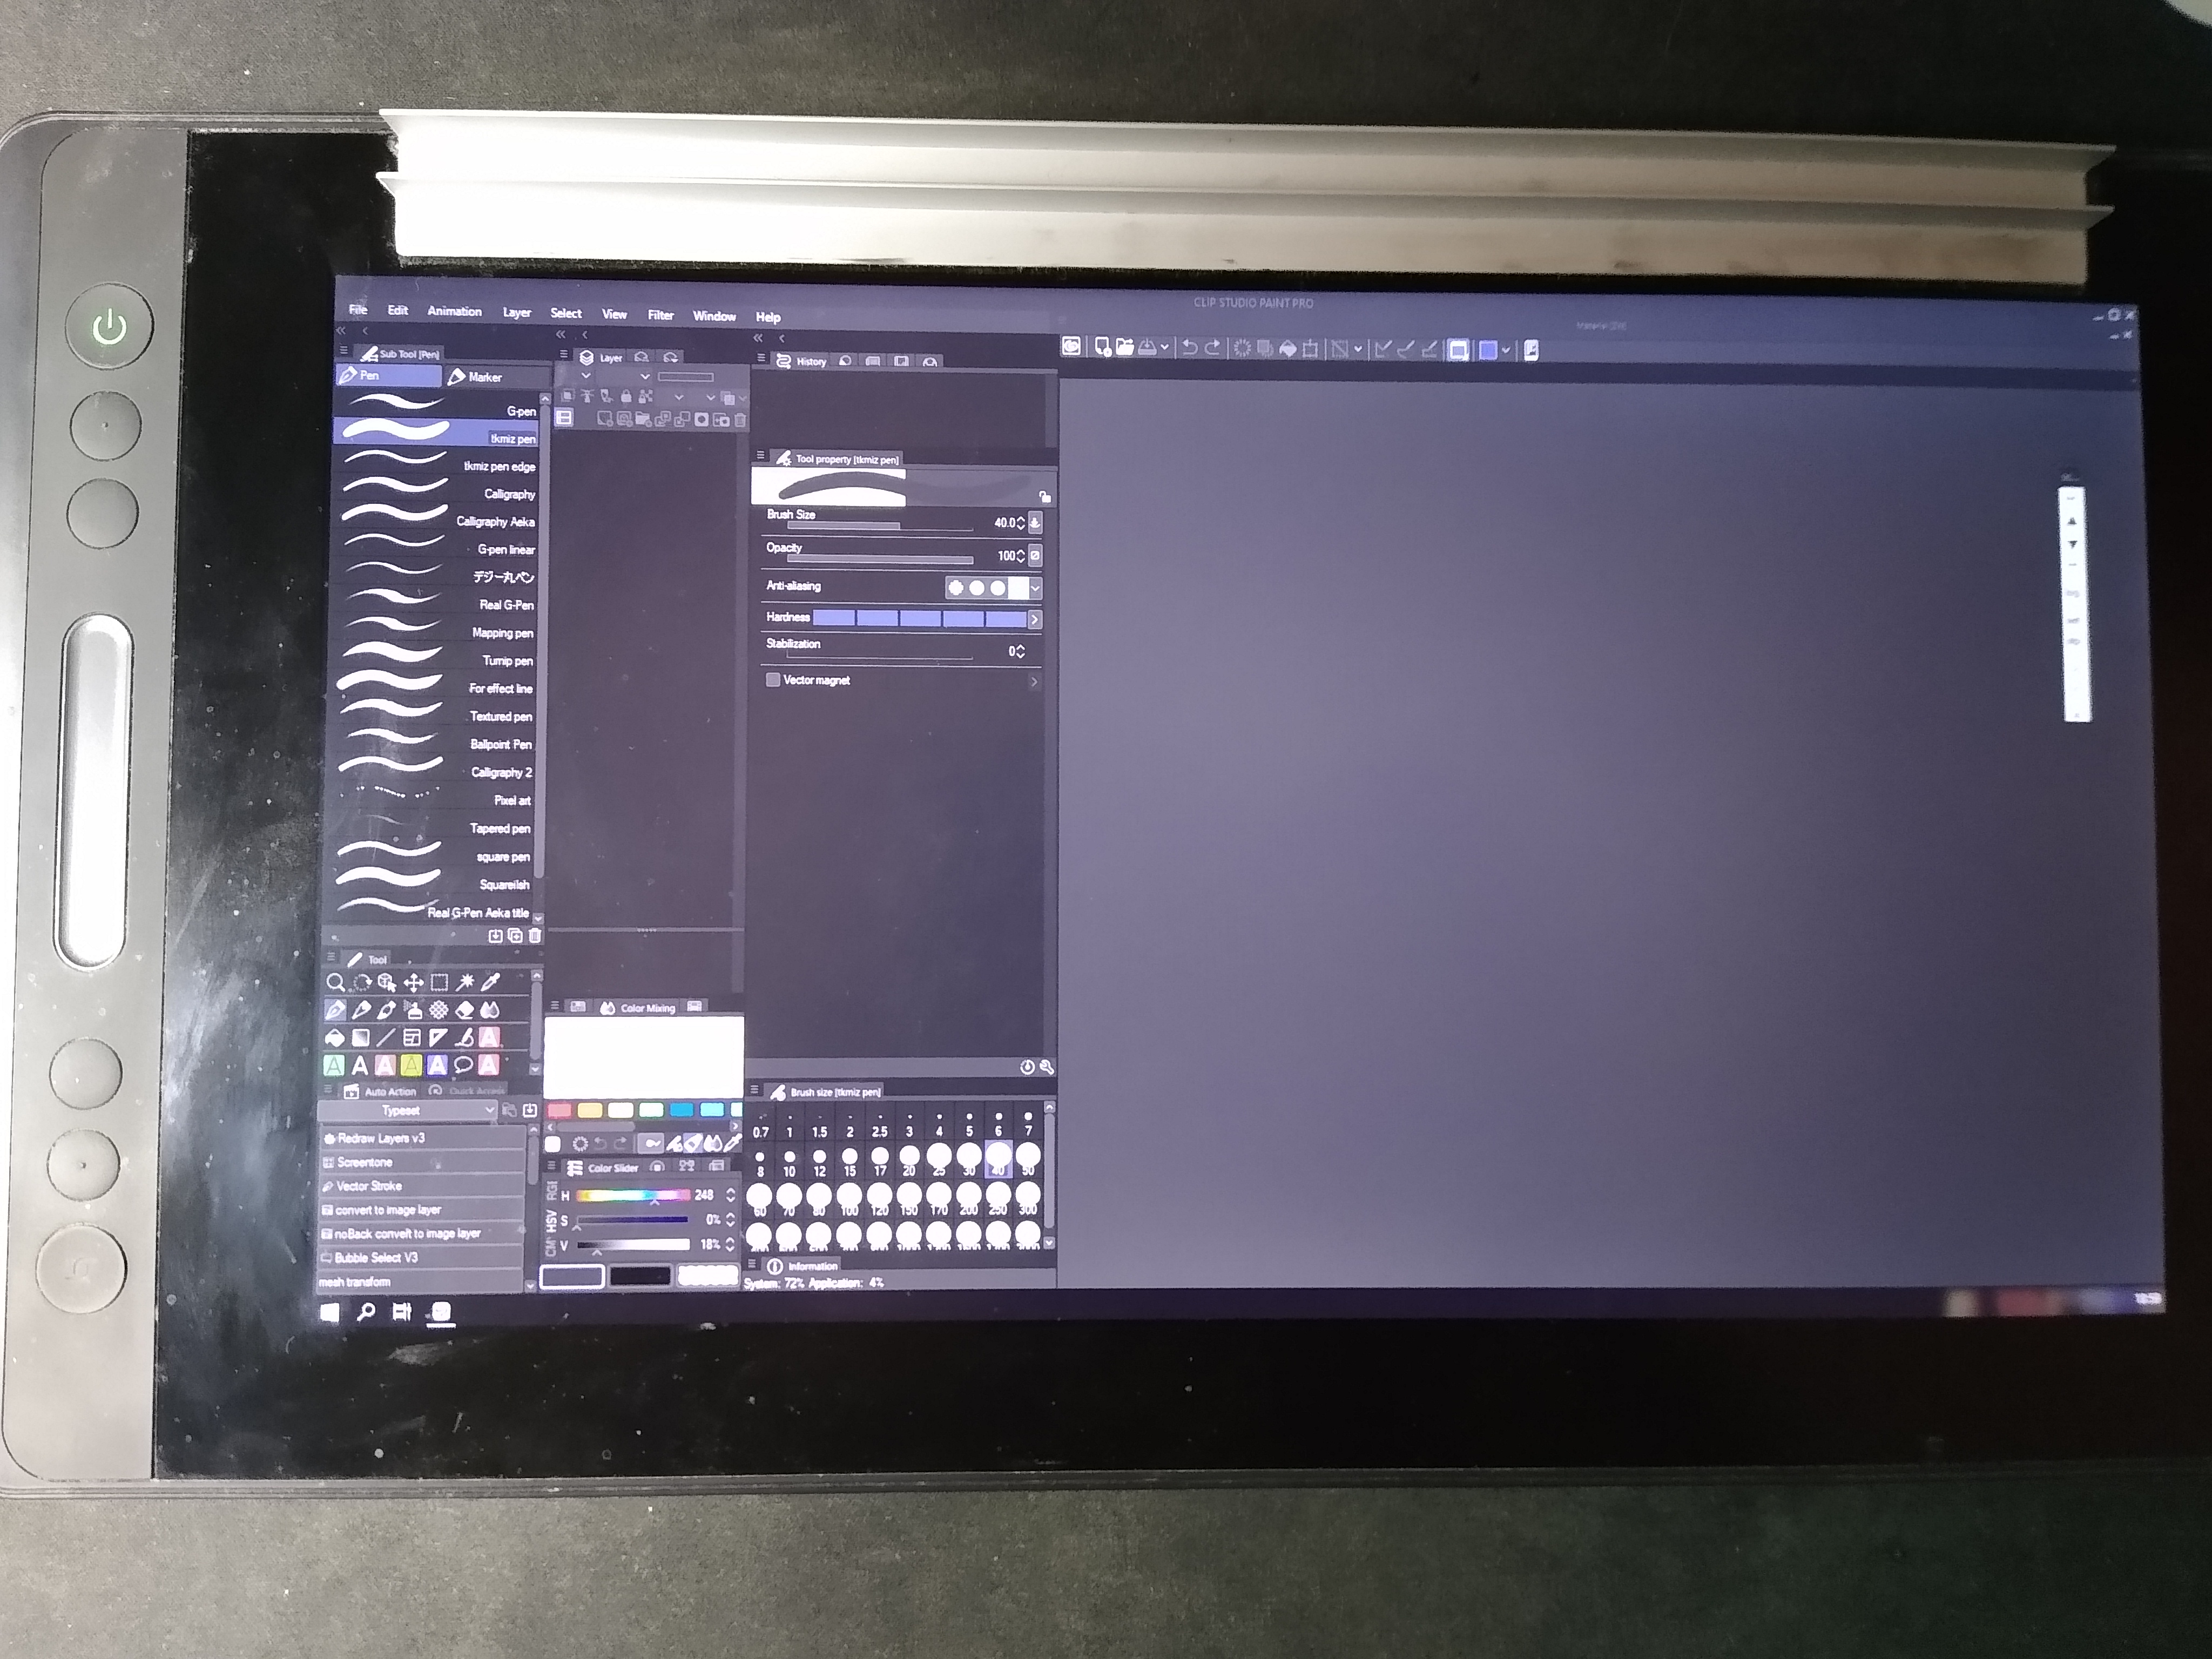 CLIP STUDIO PAINT PRO
File Edit Animation Layer Select View Filter Window Help
Sub Tool [Pen]
Pen
Marker
G-pen
tkmiz pen
tkmiz pen edge
Calligraphy
Calligraphy Aeka
G-pen linear
デジ一丸ペン
Real G-Pen
Mapping pen
Turnip pen
For effect line
Textured pen
Ballpoint Pen
Calligraphy 2
Pixel art
Tapered pen
square pen
Squareish
Real G-Pen Aeka title
Tool
A
A A A A A A
Auto Action
Quick Access
Typeset
Redraw Layers v3
Screentone
Vector Stroke
convert to image layer
noBack convelt to image layer
Bubble Select V3
mesh transform
Layer
Color Mixing
Color Slider
RGB
HSV
H 248
S 0%
V 18%
History
Tool property [tkmiz pen]
Brush Size 40.0
Opacity 100
Anti-aliasing
Hardness
Stabilization 0
Vector magnet
Brush size [tkmiz pen]
0.7 1 1.5 2 2.5 3 4 5 6 7
8 10 12 15 17 20 25 30 40 50
60 70 80 100 120 150 170 200 250 300
Information
System: 72% Application: 4%